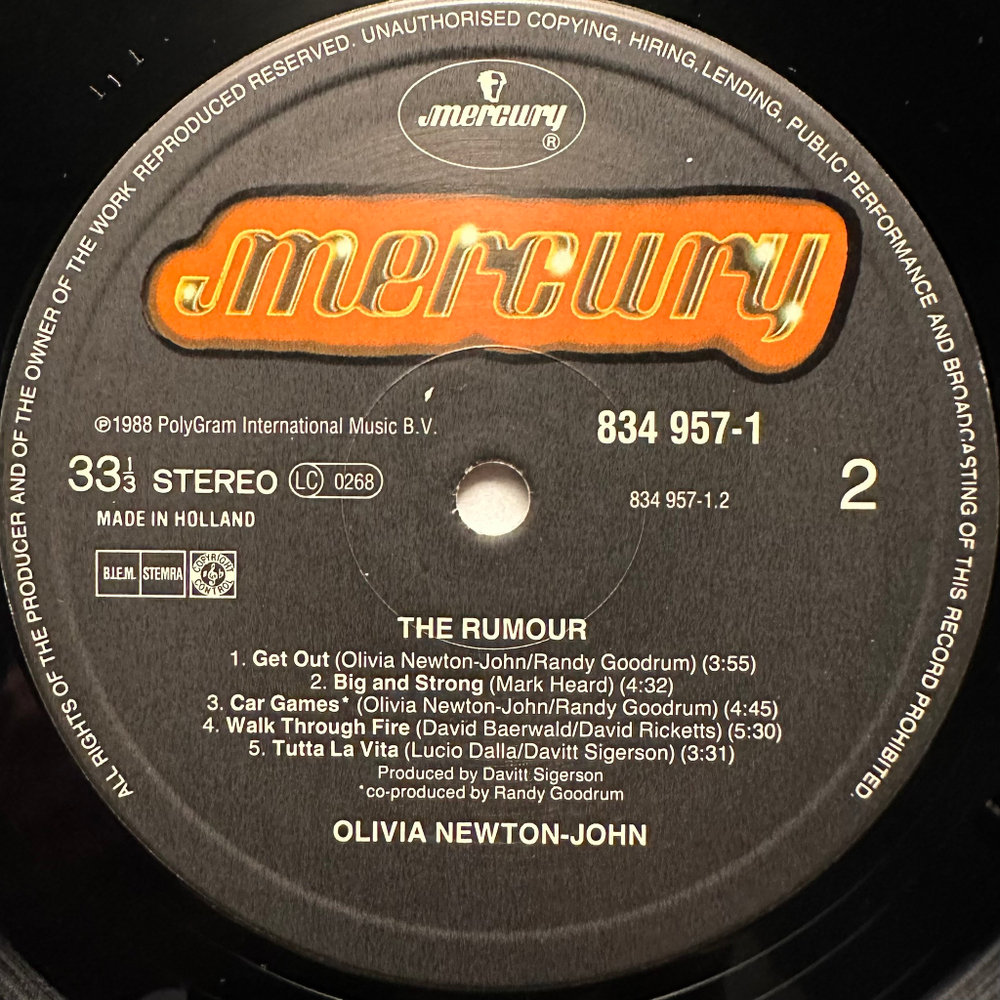 ALL RIGHTS OF THE PRODUCER AND OF THE OWNER OF THE WORK REPRODUCED RESERVED. UNAUTHORISED COPYING, HIRING, LENDING, PUBLIC PERFORMANCE AND BROADCASTING OF THIS RECORD PROHIBITED.
mercury
®
mercury
℗1988 PolyGram International Music B.V.
834 957-1
33⅓ STEREO LC 0268
834 957-1.2
2
MADE IN HOLLAND
B.I.E.M. STEMRA COPYRIGHT CONTROL
THE RUMOUR
1. Get Out (Olivia Newton-John/Randy Goodrum) (3:55)
2. Big and Strong (Mark Heard) (4:32)
3. Car Games* (Olivia Newton-John/Randy Goodrum) (4:45)
4. Walk Through Fire (David Baerwald/David Ricketts) (5:30)
5. Tutta La Vita (Lucio Dalla/Davitt Sigerson) (3:31)
Produced by Davitt Sigerson
*co-produced by Randy Goodrum
OLIVIA NEWTON-JOHN